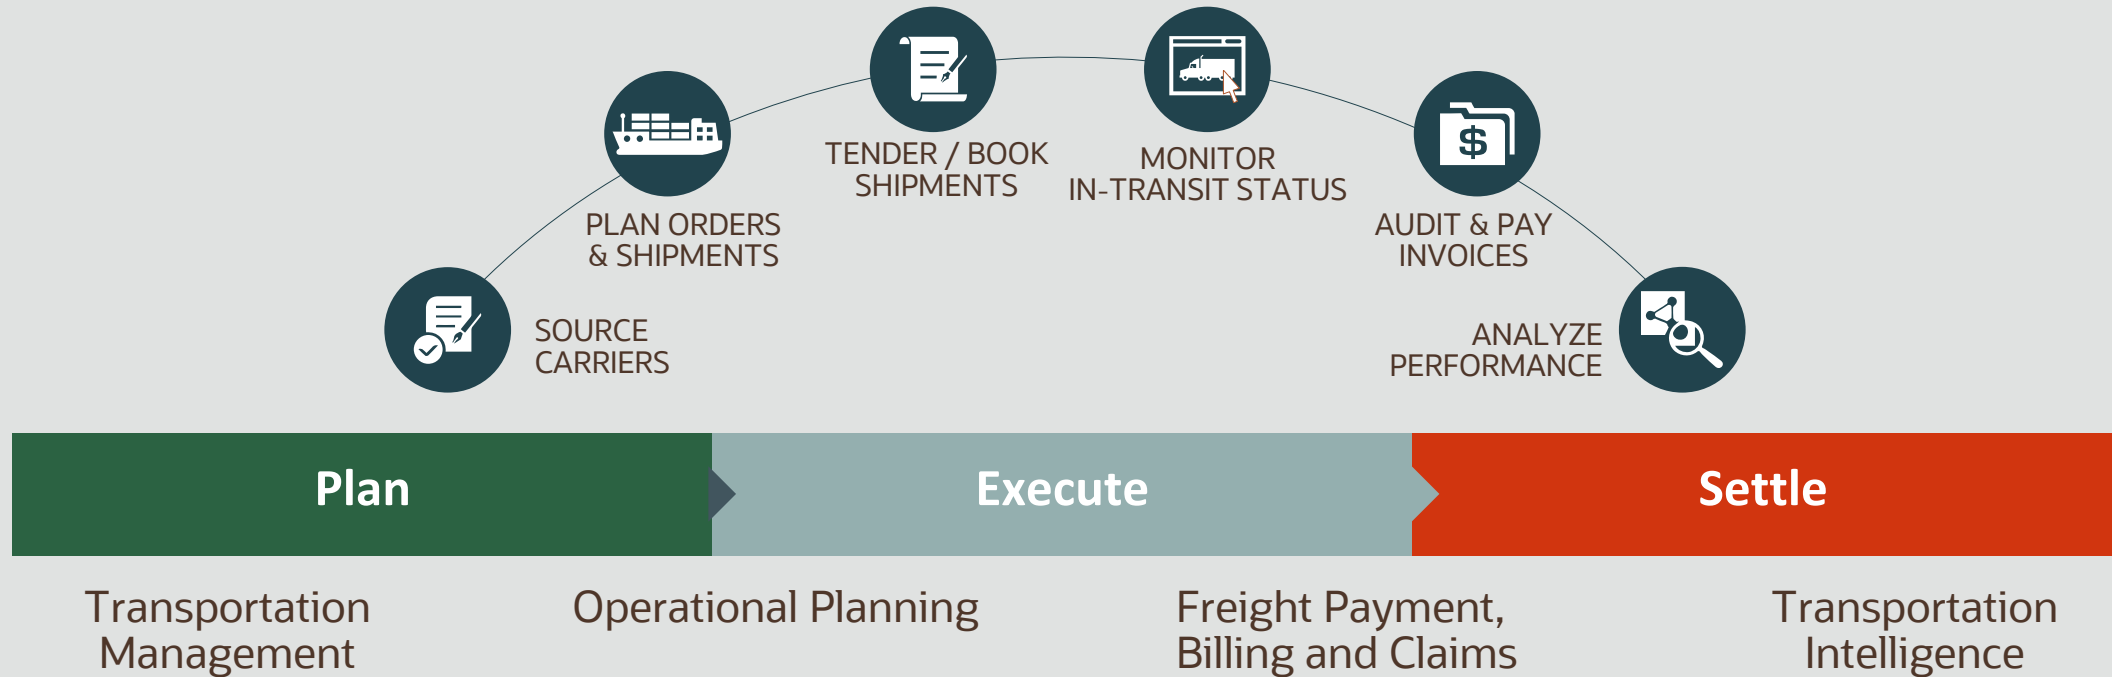 TENDER / BOOK
SHIPMENTS
MONITOR
IN-TRANSIT STATUS
PLAN ORDERS
& SHIPMENTS
$
AUDIT & PAY
INVOICES
SOURCE
CARRIERS
ANALYZE
PERFORMANCE
Plan
Execute
Settle
Transportation
Management
Operational Planning
Freight Payment,
Billing and Claims
Transportation
Intelligence